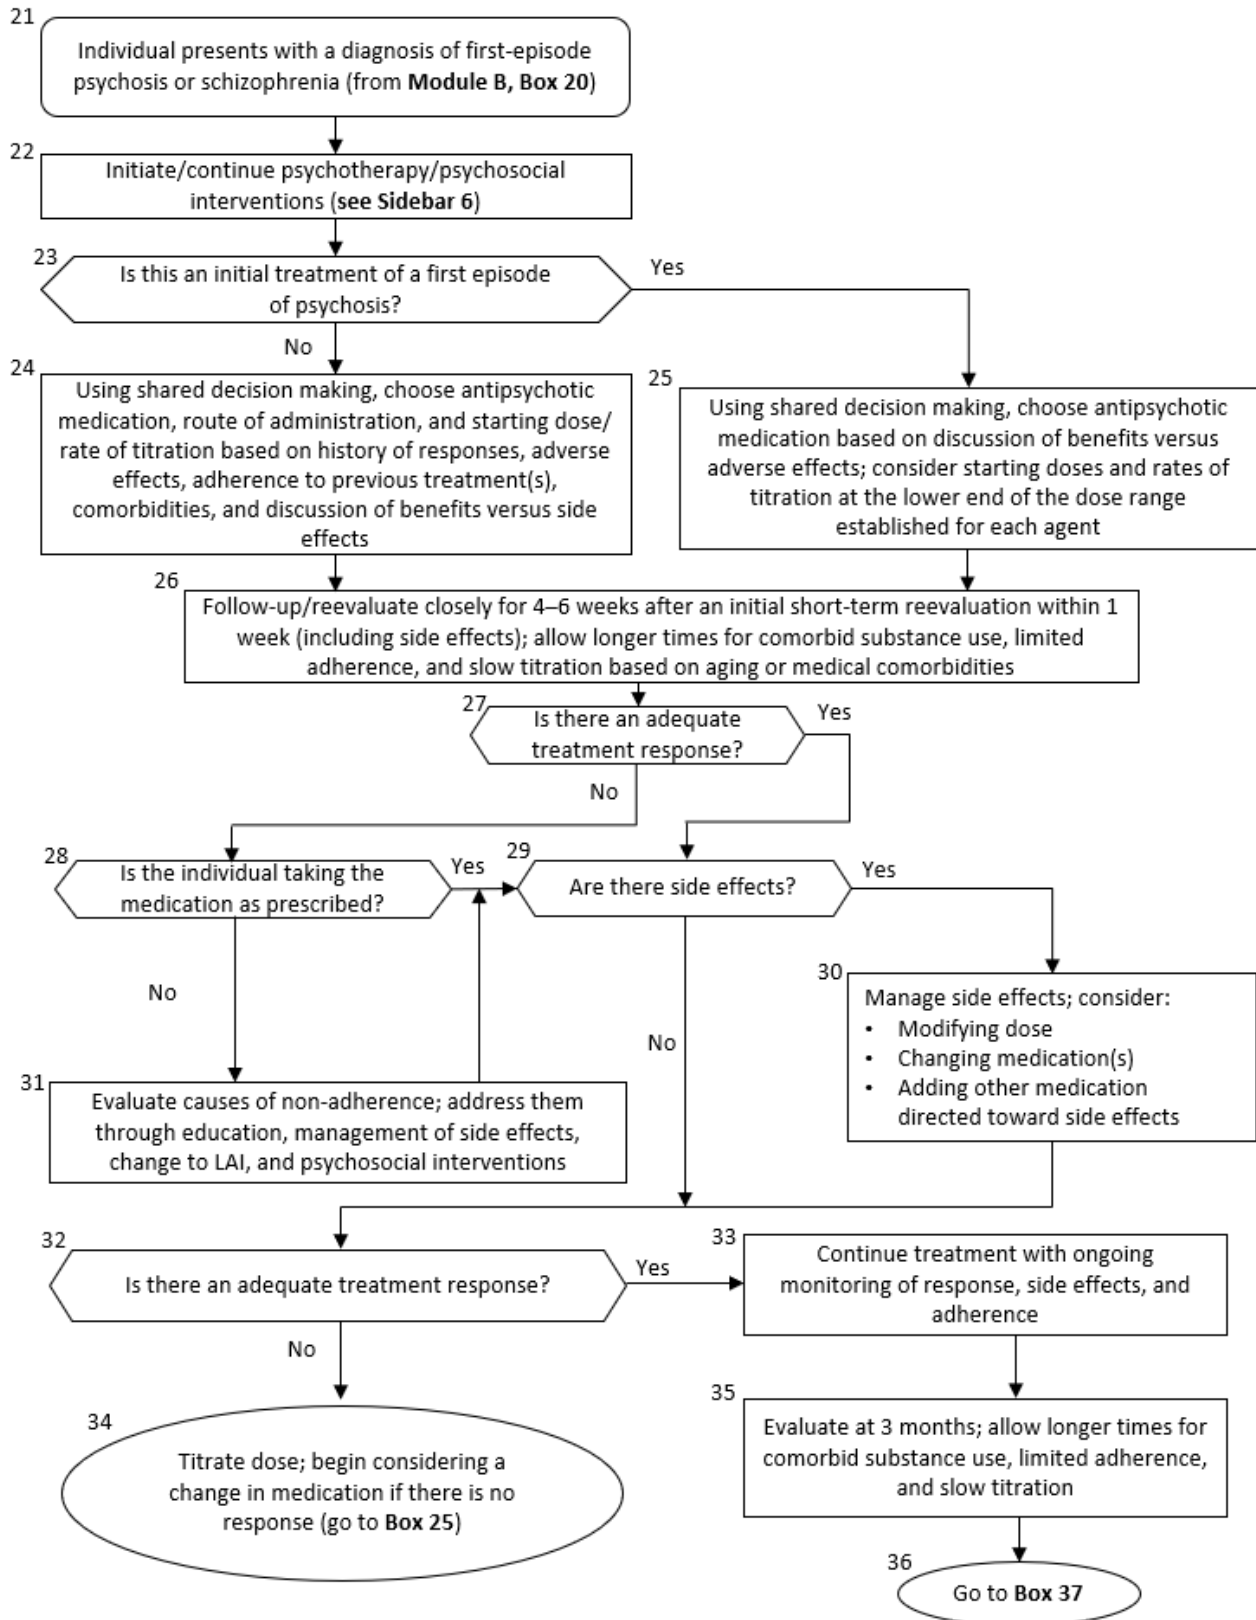 21
Individual presents with a diagnosis of first-episode
psychosis or schizophrenia (from Module B, Box 20)
22
Initiate/continue psychotherapy/psychosocial
interventions (see Sidebar 6)
23
Is this an initial treatment of a first episode
of psychosis?
Yes
No
24
Using shared decision making, choose antipsychotic
medication, route of administration, and starting dose/
rate of titration based on history of responses, adverse
effects, adherence to previous treatment(s),
comorbidities, and discussion of benefits versus side
effects
25
Using shared decision making, choose antipsychotic
medication based on discussion of benefits versus
adverse effects; consider starting doses and rates of
titration at the lower end of the dose range
established for each agent
26
Follow-up/reevaluate closely for 4–6 weeks after an initial short-term reevaluation within 1
week (including side effects); allow longer times for comorbid substance use, limited
adherence, and slow titration based on aging or medical comorbidities
27
Is there an adequate
treatment response?
Yes
No
28
Is the individual taking the
medication as prescribed?
Yes
No
29
Are there side effects?
Yes
No
30
Manage side effects; consider:
• Modifying dose
• Changing medication(s)
• Adding other medication
directed toward side effects
31
Evaluate causes of non-adherence; address them
through education, management of side effects,
change to LAI, and psychosocial interventions
32
Is there an adequate treatment response?
Yes
No
33
Continue treatment with ongoing
monitoring of response, side effects, and
adherence
34
Titrate dose; begin considering a
change in medication if there is no
response (go to Box 25)
35
Evaluate at 3 months; allow longer times for
comorbid substance use, limited adherence,
and slow titration
36
Go to Box 37